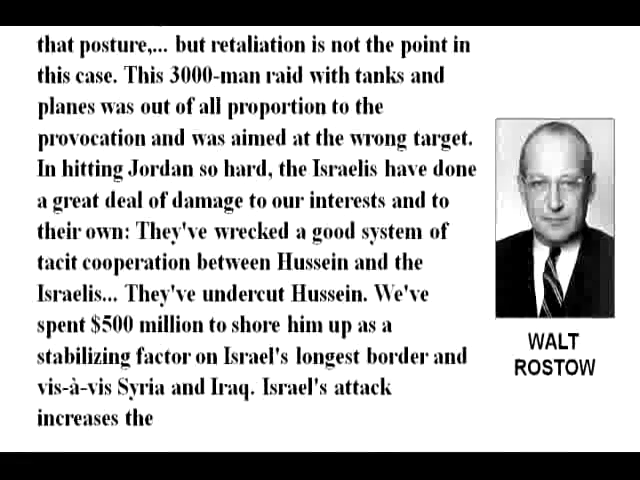 that posture,... but retaliation is not the point in
this case. This 3000-man raid with tanks and
planes was out of all proportion to the
provocation and was aimed at the wrong target.
In hitting Jordan so hard, the Israelis have done
a great deal of damage to our interests and to
their own: They've wrecked a good system of
tacit cooperation between Hussein and the
Israelis... They've undercut Hussein. We've
spent $500 million to shore him up as a
stabilizing factor on Israel's longest border and
vis-à-vis Syria and Iraq. Israel's attack
increases the
WALT
ROSTOW